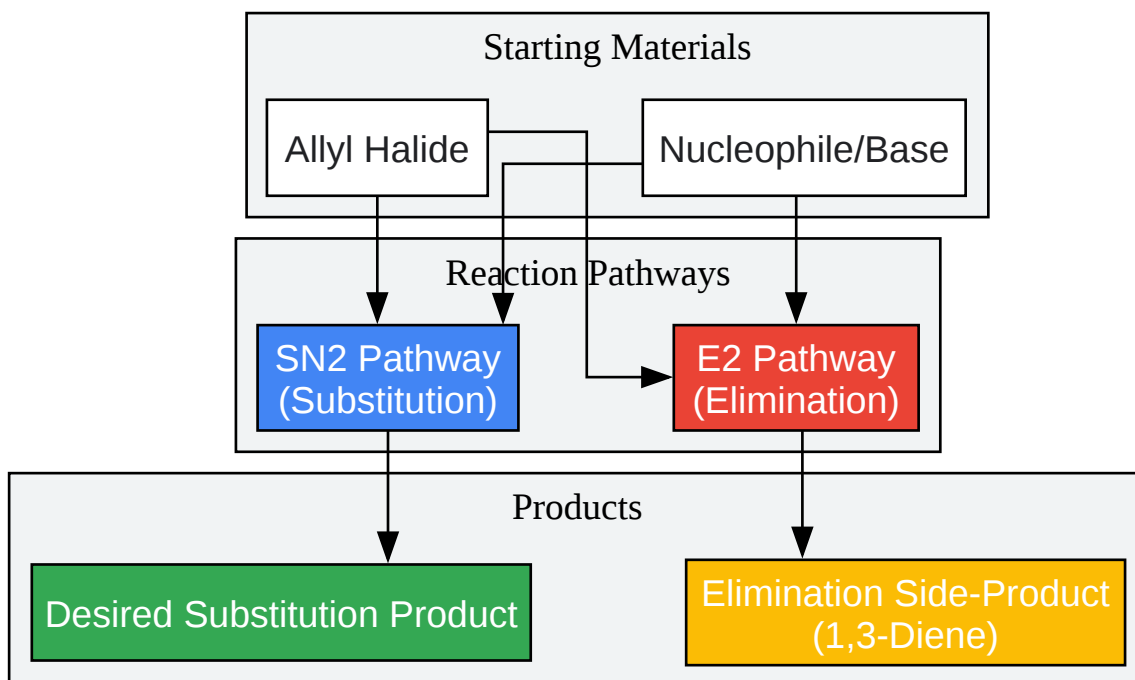 Starting Materials
Allyl Halide
Nucleophile/Base
Reaction Pathways
SN2 Pathway
(Substitution)
E2 Pathway
(Elimination)
Products
Desired Substitution Product
Elimination Side-Product
(1,3-Diene)